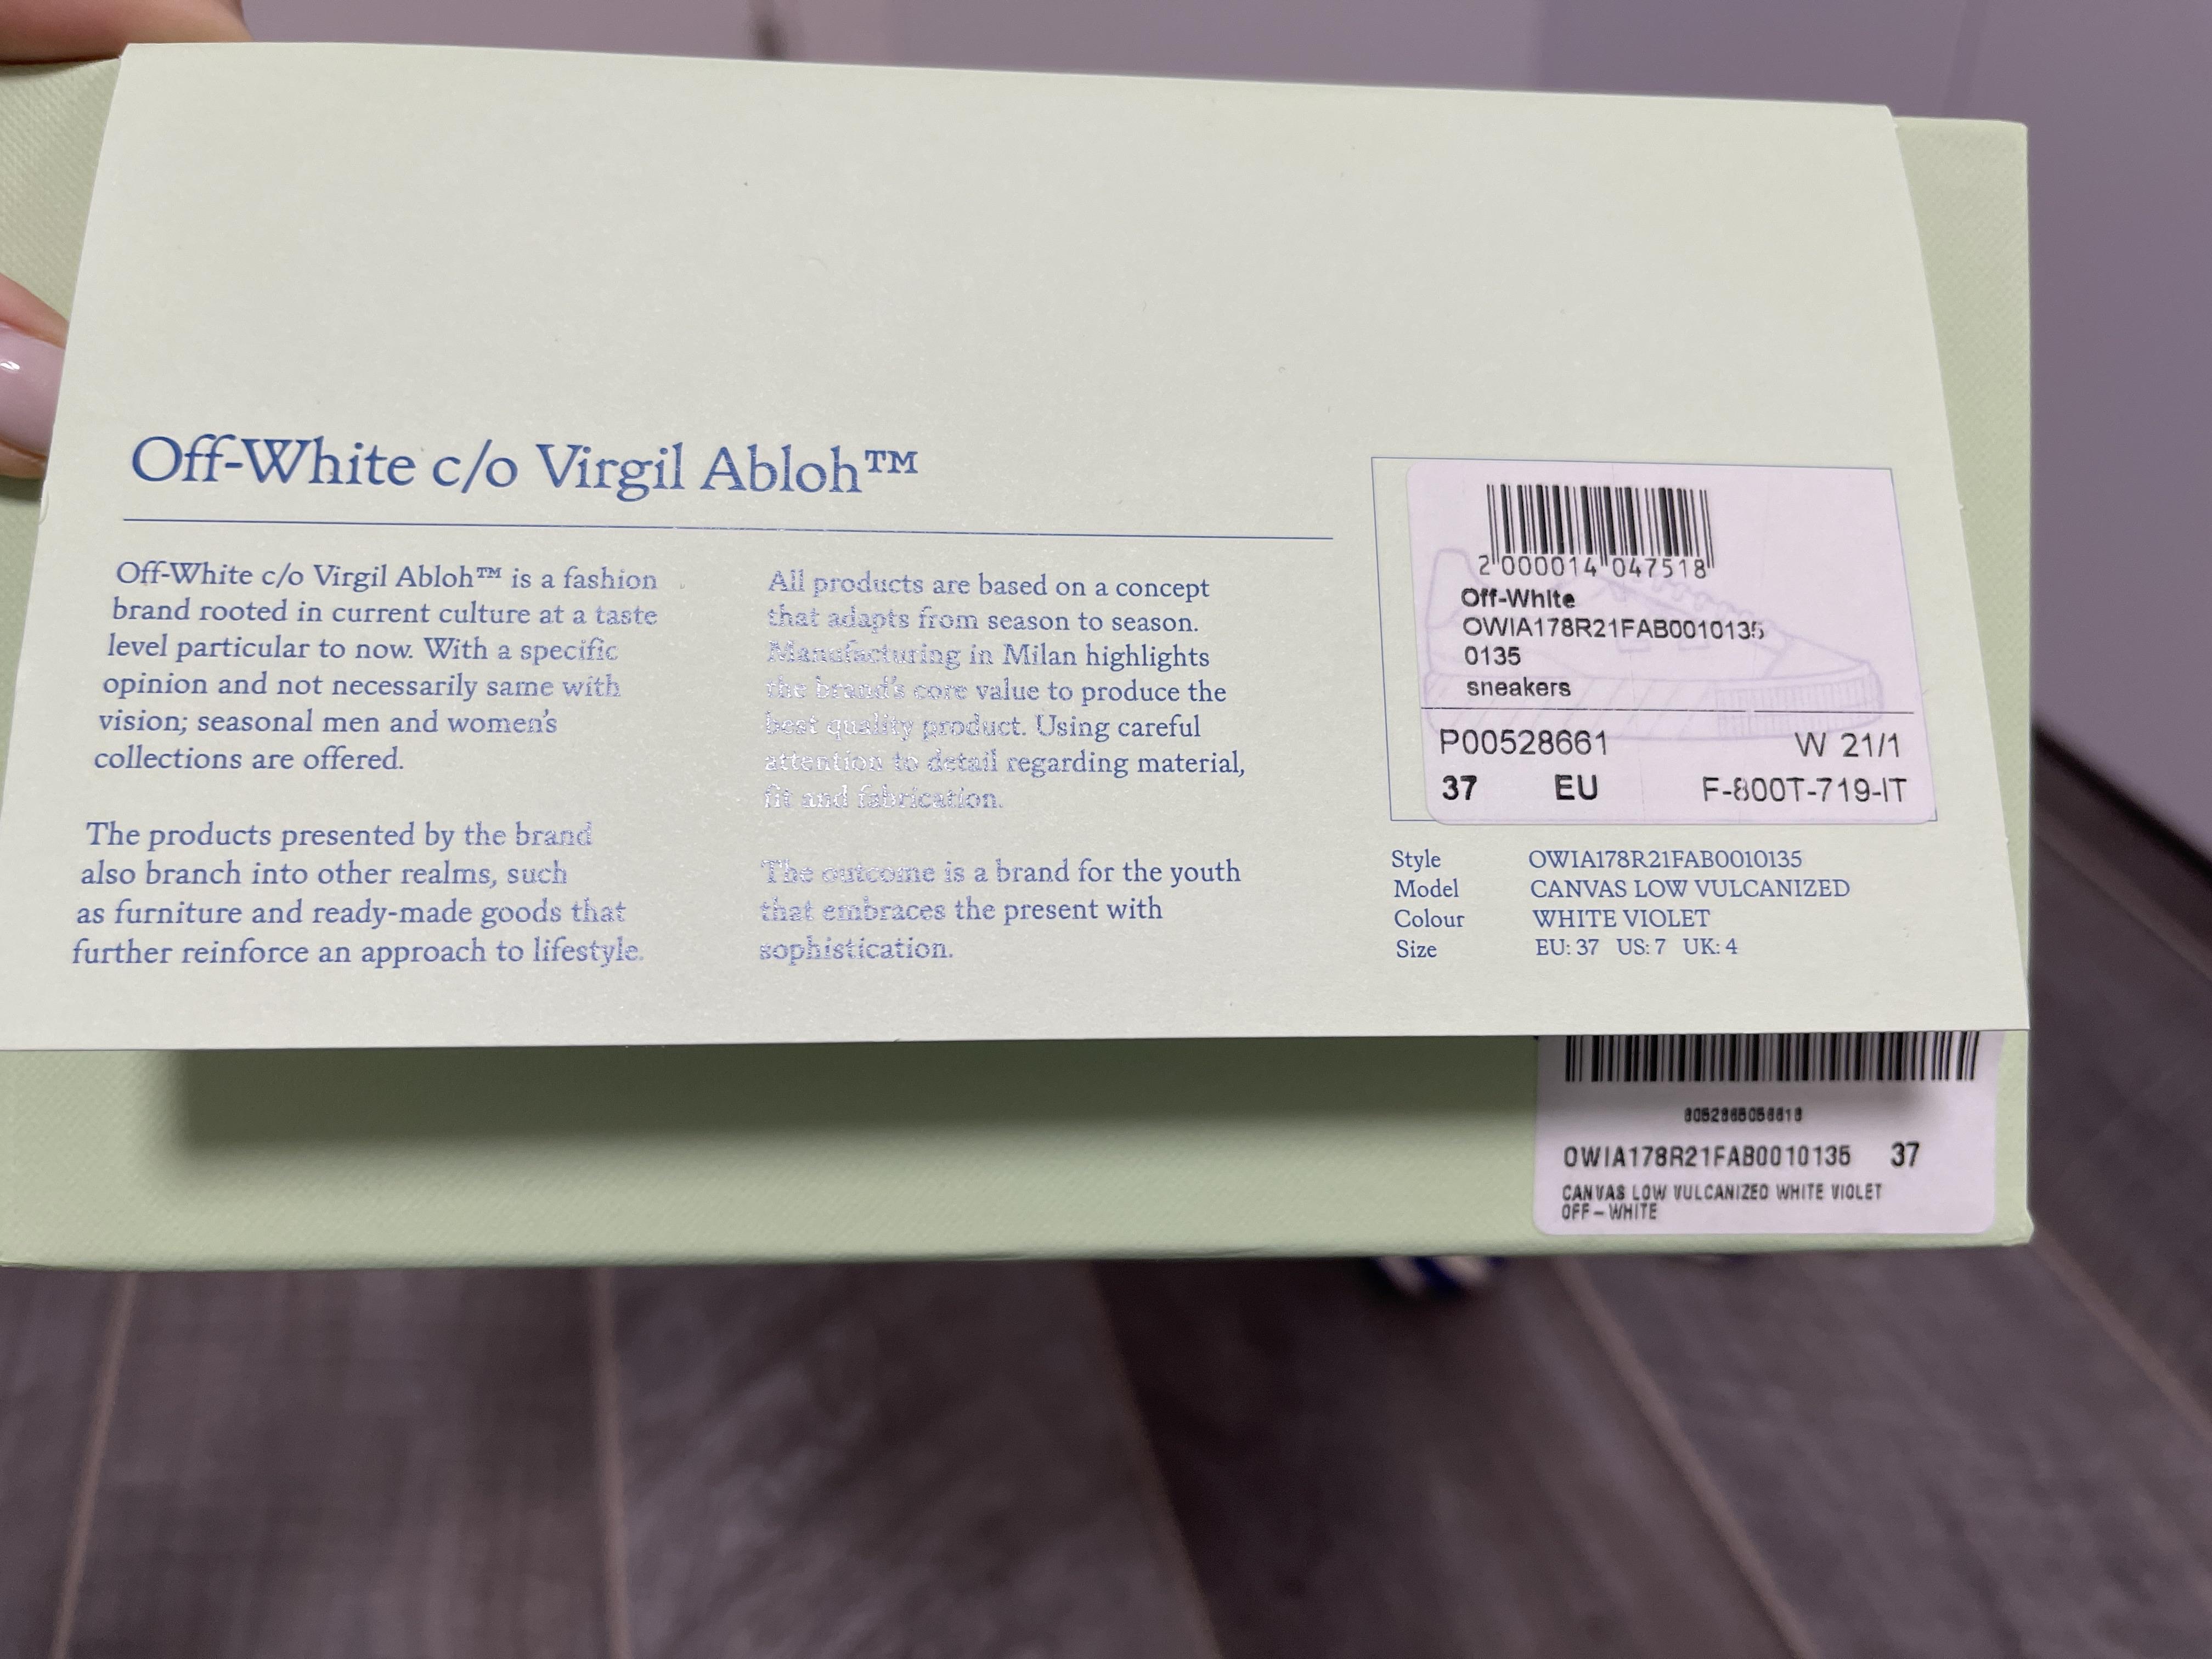 Off-White c/o Virgil Abloh™
Off-White c/o Virgil Abloh™ is a fashion
brand rooted in current culture at a taste
level particular to now. With a specific
opinion and not necessarily same with
vision; seasonal men and women's
collections are offered.
The products presented by the brand
also branch into other realms, such
as furniture and ready-made goods that
further reinforce an approach to lifestyle.
All products are based on a concept
that adapts from season to season.
Manufacturing in Milan highlights
the brand's core value to produce the
best quality product. Using careful
attention to detail regarding material,
fit and fabrication.
The outcome is a brand for the youth
that embraces the present with
sophistication.
2 000014 047518
Off-White
OWIA178R21FAB0010135
0135
sneakers
P00528661 W 21/1
37 EU F-800T-719-IT
Style OWIA178R21FAB0010135
Model CANVAS LOW VULCANIZED
Colour WHITE VIOLET
Size EU: 37 US: 7 UK: 4
OWIA178R21FAB0010135 37
CANVAS LOW VULCANIZED WHITE VIOLET
OFF-WHITE